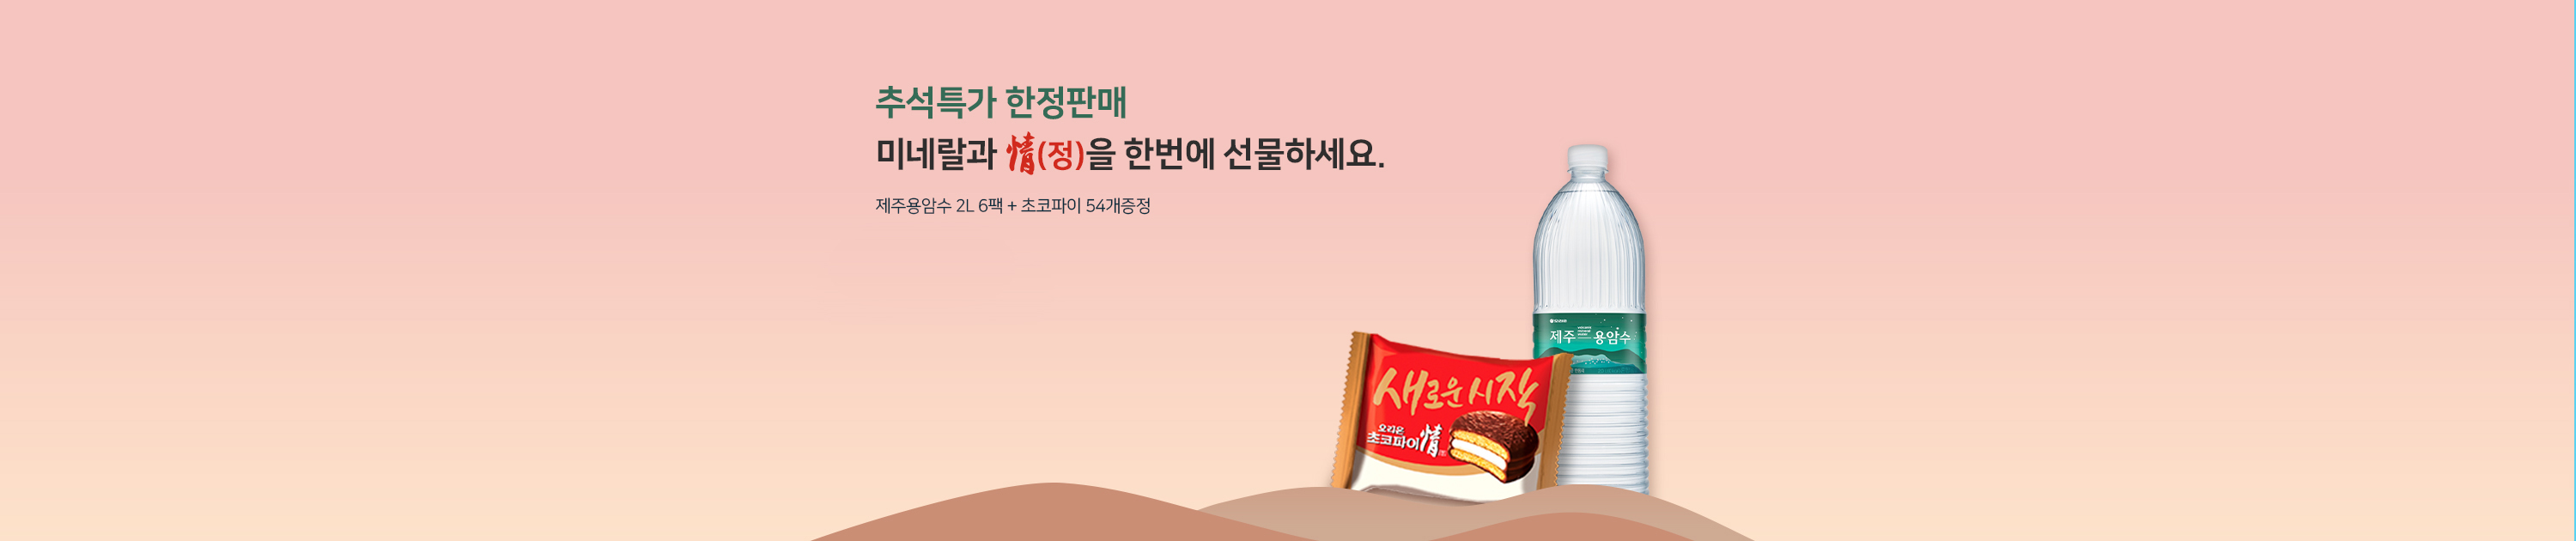 추석특가 한정판매
미네랄과 情(정)을 한번에 선물하세요.
제주용암수 2L 6팩 + 초코파이 54개증정
제주 용암수
새로운 시작
오리온
초코파이情